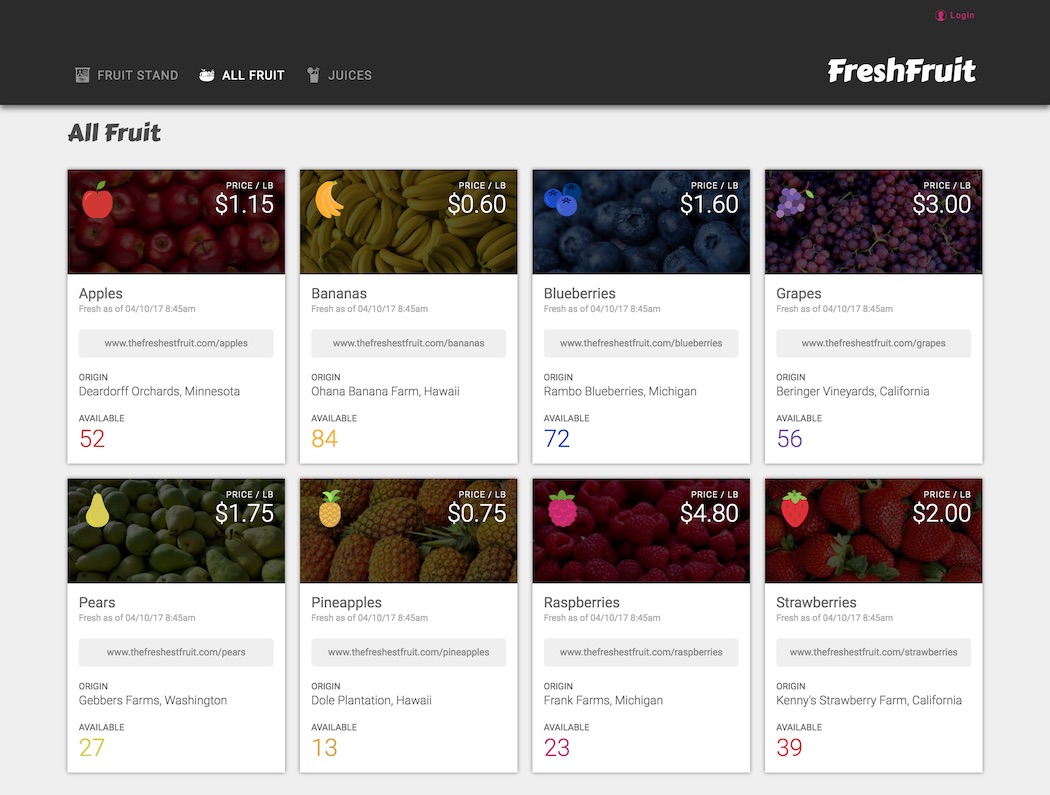 Login
FRUIT STAND
ALL FRUIT
JUICES
FreshFruit
All Fruit
PRICE / LB
$1.15
Apples
Fresh as of 04/10/17 8:45am
www.thefreshestfruit.com/apples
ORIGIN
Deardorff Orchards, Minnesota
AVAILABLE
52
PRICE / LB
$0.60
Bananas
Fresh as of 04/10/17 8:45am
www.thefreshestfruit.com/bananas
ORIGIN
Ohana Banana Farm, Hawaii
AVAILABLE
84
PRICE / LB
$1.60
Blueberries
Fresh as of 04/10/17 8:45am
www.thefreshestfruit.com/blueberries
ORIGIN
Rambo Blueberries, Michigan
AVAILABLE
72
PRICE / LB
$3.00
Grapes
Fresh as of 04/10/17 8:45am
www.thefreshestfruit.com/grapes
ORIGIN
Beringer Vineyards, California
AVAILABLE
56
PRICE / LB
$1.75
Pears
Fresh as of 04/10/17 8:45am
www.thefreshestfruit.com/pears
ORIGIN
Gebbers Farms, Washington
AVAILABLE
27
PRICE / LB
$0.75
Pineapples
Fresh as of 04/10/17 8:45am
www.thefreshestfruit.com/pineapples
ORIGIN
Dole Plantation, Hawaii
AVAILABLE
13
PRICE / LB
$4.80
Raspberries
Fresh as of 04/10/17 8:45am
www.thefreshestfruit.com/raspberries
ORIGIN
Frank Farms, Michigan
AVAILABLE
23
PRICE / LB
$2.00
Strawberries
Fresh as of 04/10/17 8:45am
www.thefreshestfruit.com/strawberries
ORIGIN
Kenny's Strawberry Farm, California
AVAILABLE
39